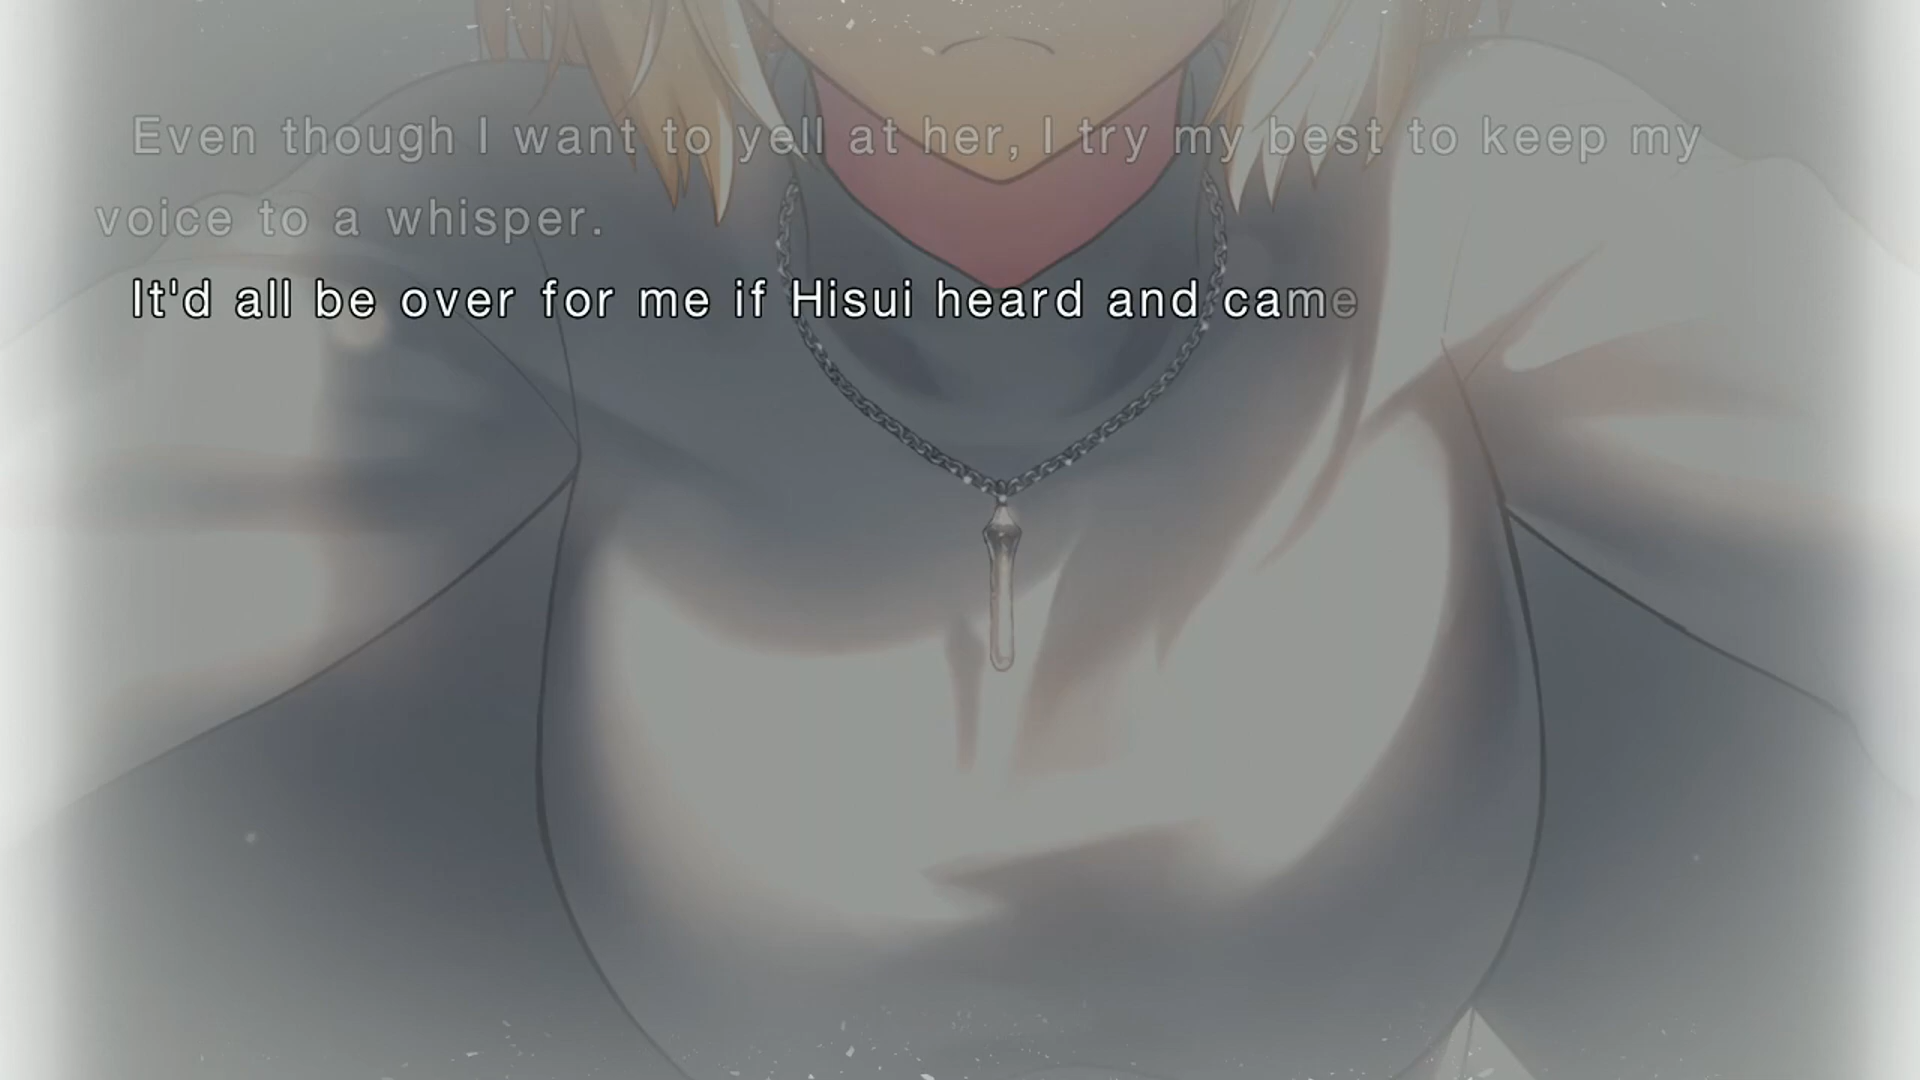 Even though I want to yell at her, I try my best to keep my
voice to a whisper.
It'd all be over for me if Hisui heard and came